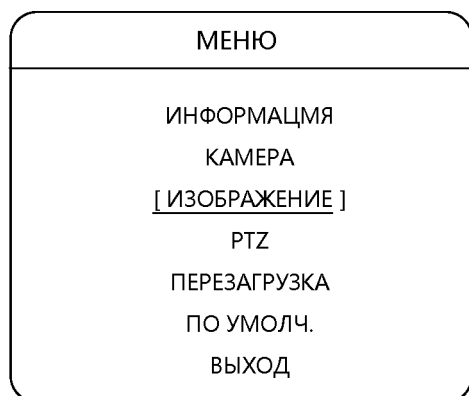 МЕНЮ
ИНФОРМАЦМЯ
КАМЕРА
[ ИЗОБРАЖЕНИЕ ]
PTZ
ПЕРЕЗАГРУЗКА
ПО УМОЛЧ.
ВЫХОД